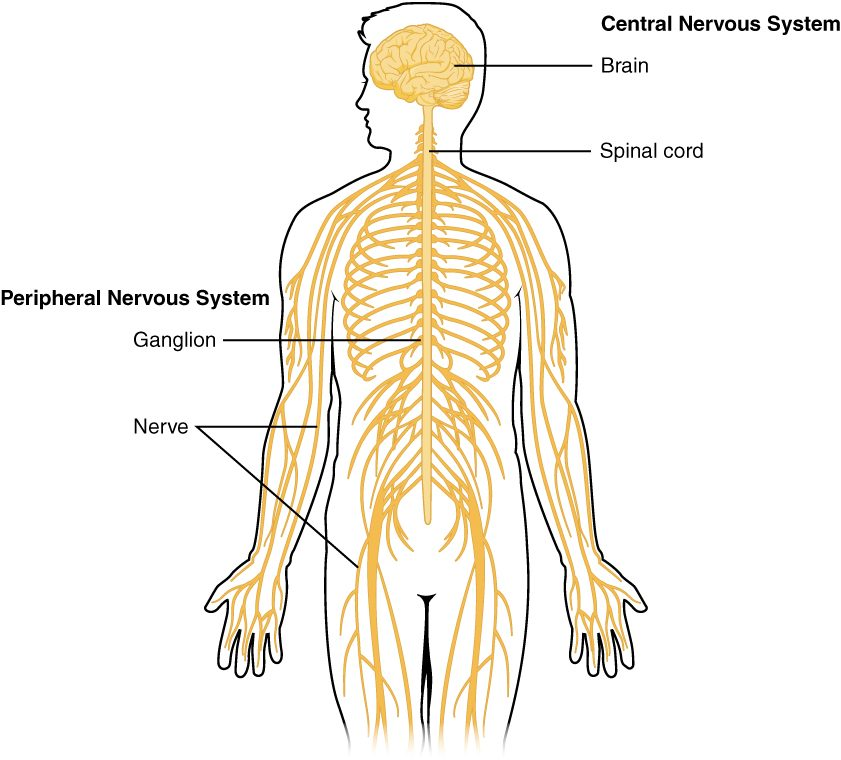 Central Nervous System
Brain
Spinal cord
Peripheral Nervous System
Ganglion
Nerve